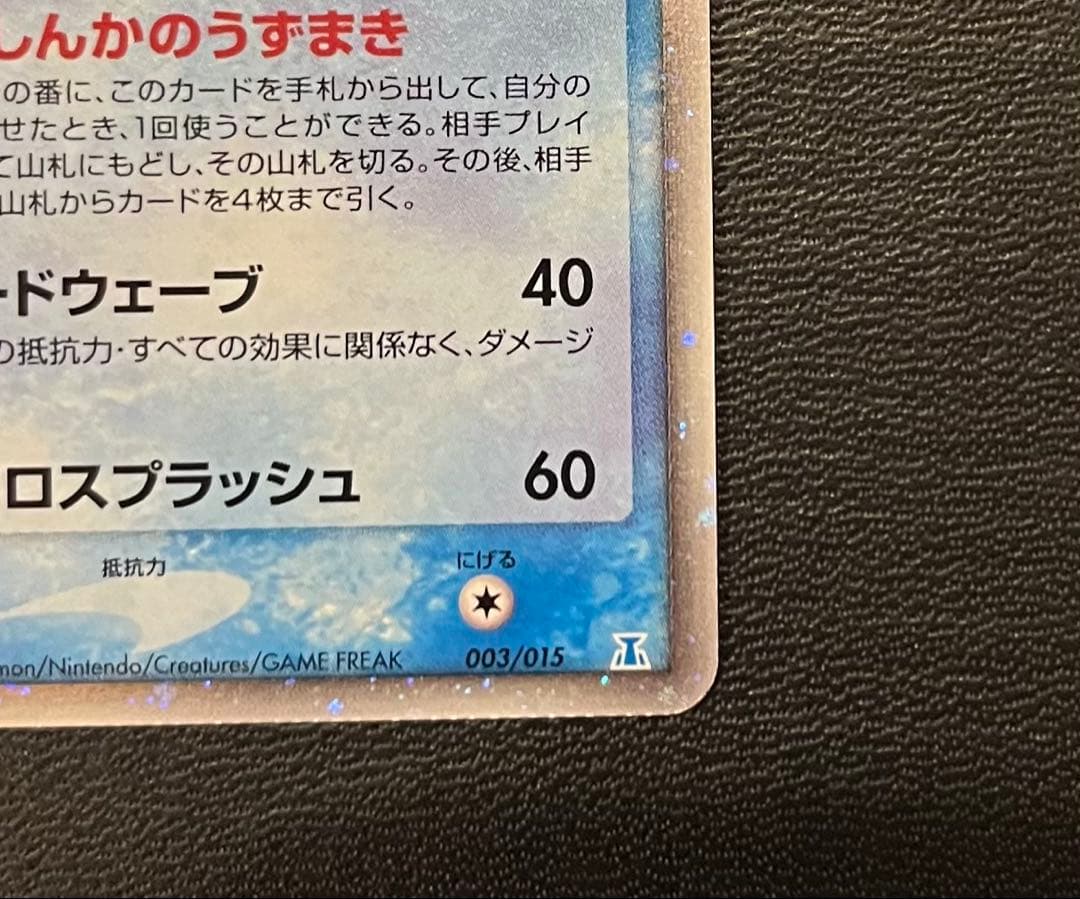 しんかのうずまき
の番に、このカードを手札から出して、自分の
せたとき、1回使うことができる。相手プレイ
て山札にもどし、その山札を切る。その後、相手
山札からカードを4枚まで引く。
ードウェーブ 40
の抵抗力・すべての効果に関係なく、ダメージ
ロスプラッシュ 60
抵抗力 にげる
mon/Nintendo/Creatures/GAME FREAK 003/015